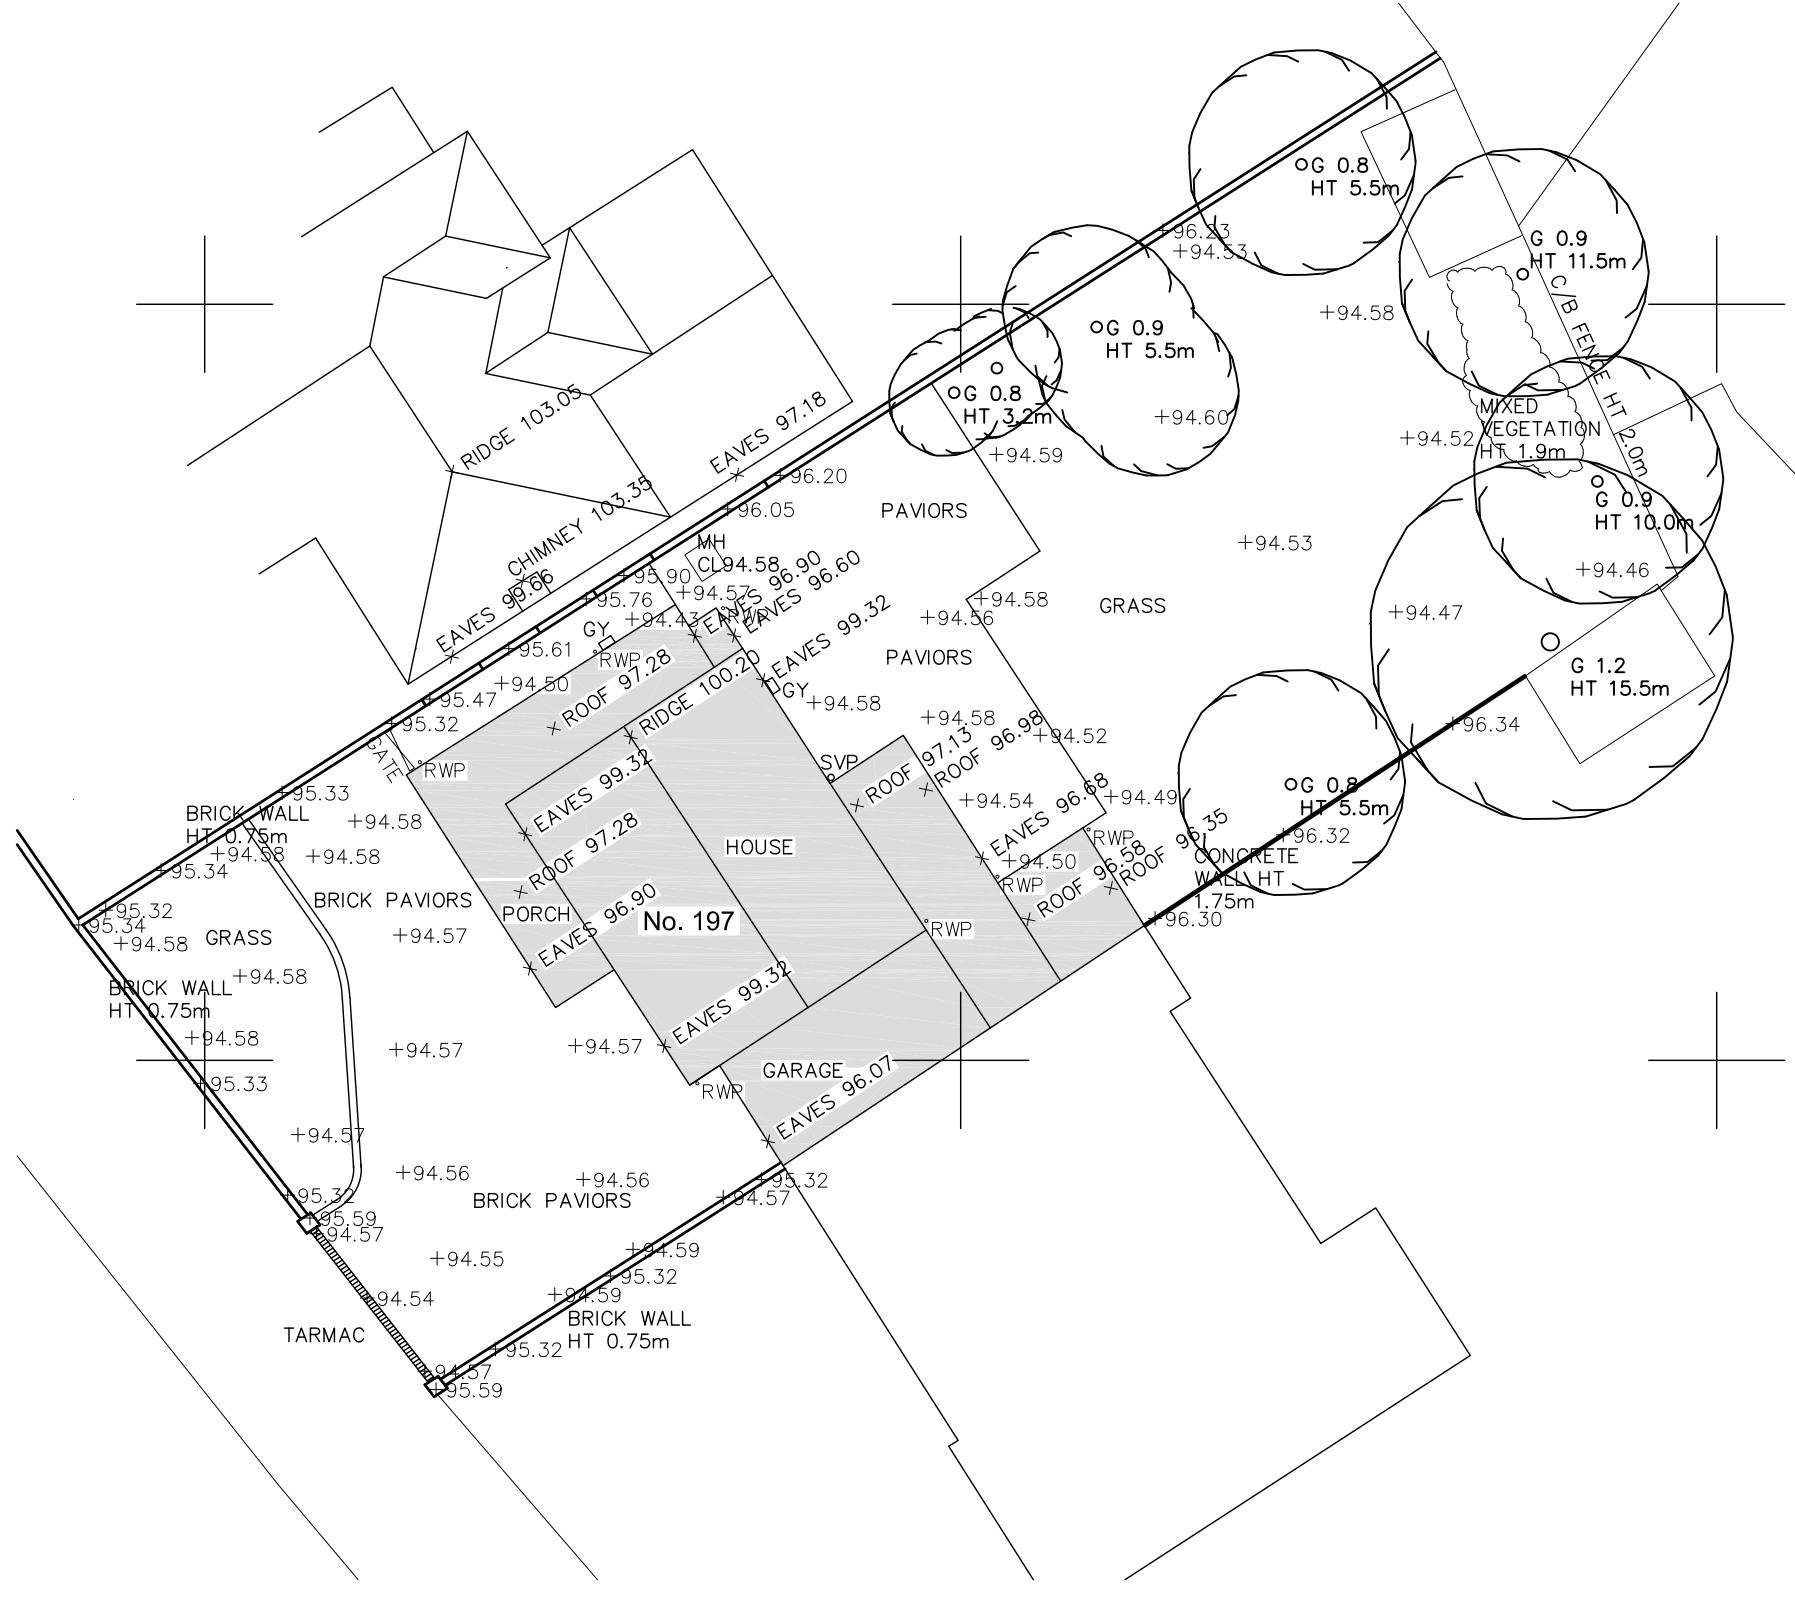 G 0.8
HT 5.5m
+96.23
+94.53
G 0.9
HT 11.5m
C/B FENCE HT 2.0m
+94.58
G 0.9
HT 5.5m
G 0.8
HT 3.2m
+94.60
MIXED
VEGETATION
HT 1.9m
+94.52
+94.59
RIDGE 103.05
EAVES 97.18
CHIMNEY 103.35
+96.20
+96.05
PAVIORS
G 0.9
HT 10.0m
+94.53
MH
CL94.58
EAVES 99.66
+95.90
+94.57
EAVES 96.90
EAVES 96.60
+94.46
+95.76
+94.43
RWP
EAVES 99.32
+94.58
+94.56
GRASS
+94.47
GY
+95.61
RWP
ROOF 97.28
RIDGE 100.20
PAVIORS
G 1.2
HT 15.5m
+94.50
GY
+95.47
+94.58
+94.58
+95.32
+96.34
+94.52
GATE
RWP
SVP
ROOF 97.13
ROOF 96.98
EAVES 99.32
G 0.8
HT 5.5m
+95.33
+94.54
+94.49
BRICK WALL
HT 0.75m
+94.58
EAVES 96.68
+94.58
+94.58
ROOF 97.28
HOUSE
RWP
ROOF 96.35
+96.32
+95.34
+94.50
CONCRETE
WALL HT
1.75m
RWP
ROOF 96.58
BRICK PAVIORS
PORCH
EAVES 96.90
No. 197
+96.30
+95.32
+95.34
+94.58
GRASS
+94.57
RWP
+94.58
BRICK WALL
HT 0.75m
EAVES 99.32
+94.58
+94.57
+94.57
GARAGE
EAVES 96.07
+95.33
RWP
+94.57
+94.56
+94.56
+95.32
+95.32
+94.57
BRICK PAVIORS
+95.59
+94.57
+94.55
+94.59
+95.32
+94.54
+94.59
BRICK WALL
HT 0.75m
TARMAC
+95.32
+94.57
+95.59